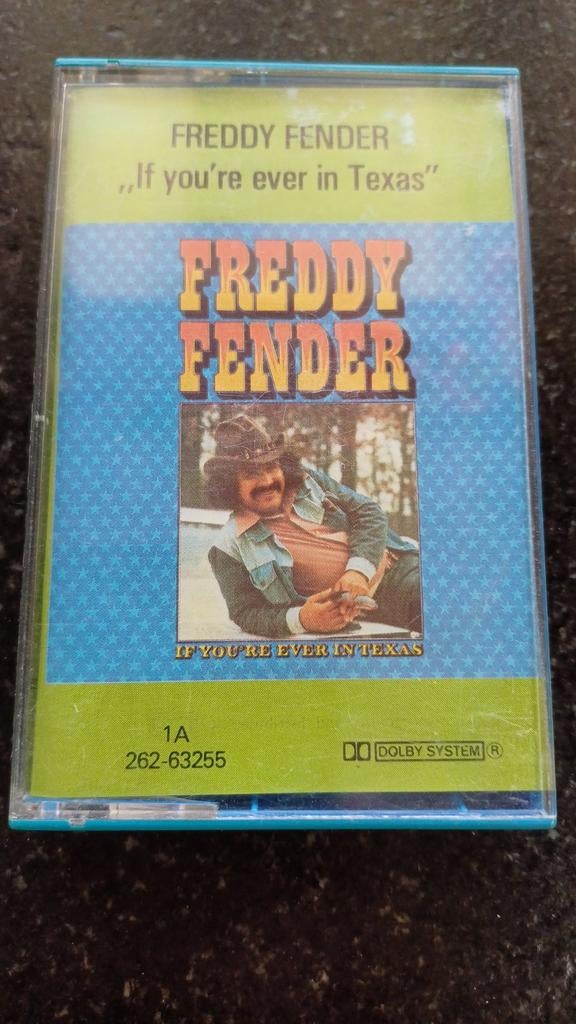 FREDDY FENDER
„If you're ever in Texas”
FREDDY
FENDER
IF YOU'RE EVER IN TEXAS
1A
262-63255
DOLBY SYSTEM ®